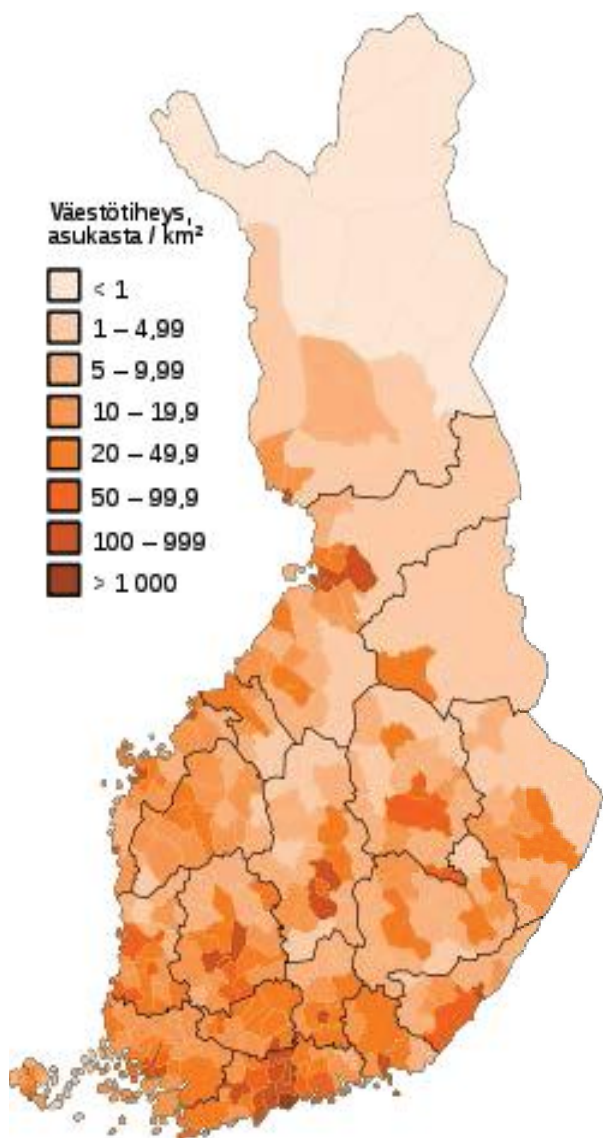 Väestötiheys,
asukasta / km²
< 1
1 – 4,99
5 – 9,99
10 – 19,9
20 – 49,9
50 – 99,9
100 – 999
> 1 000